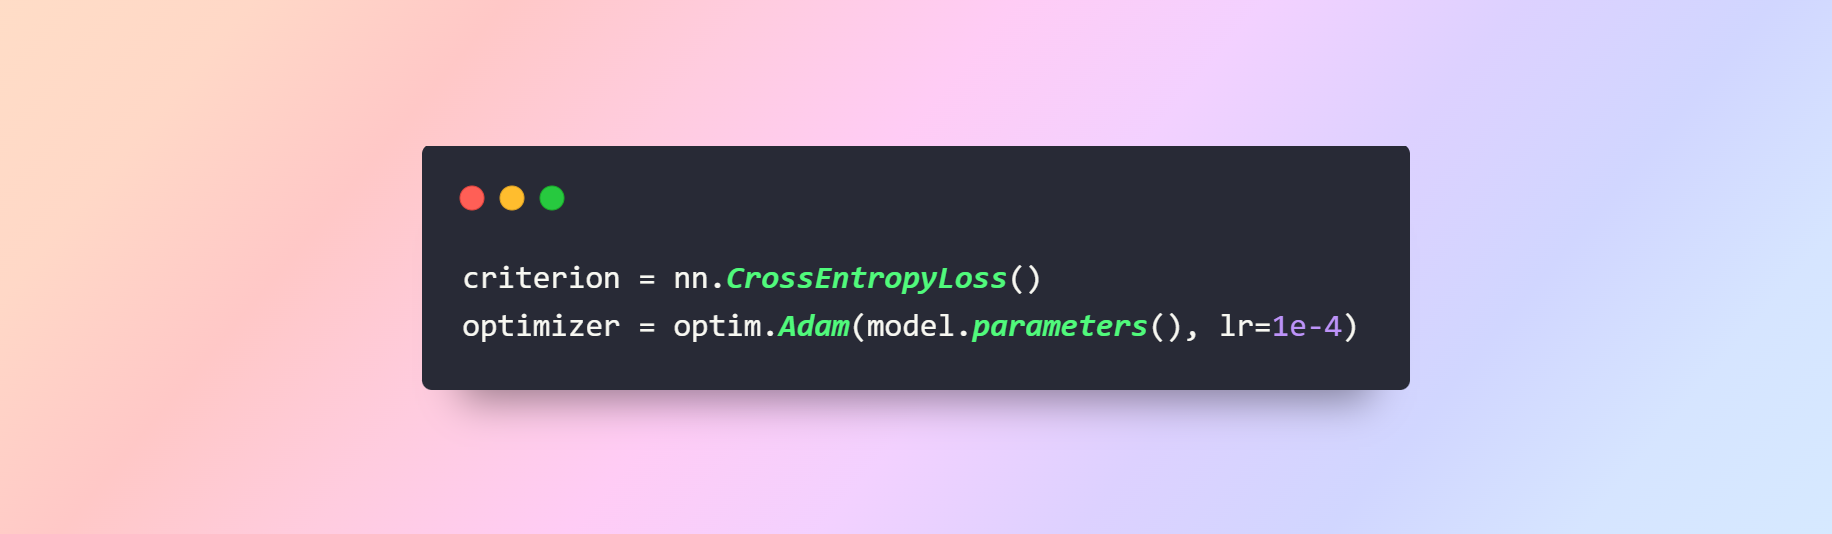 criterion = nn.CrossEntropyLoss()
optimizer = optim.Adam(model.parameters(), lr=1e-4)